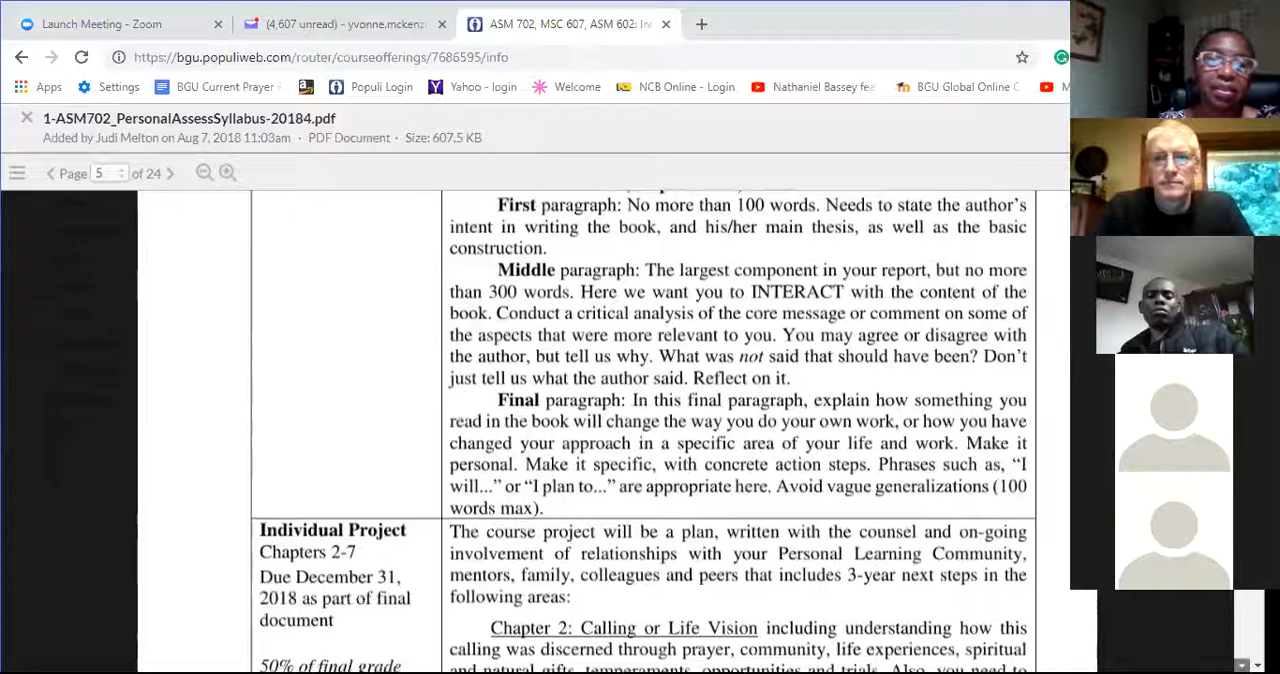 Launch Meeting - Zoom
(4,607 unread) - yvonne.mckenz
ASM 702, MSC 607, ASM 602: In
https://bgu.populiweb.com/router/courseofferings/7686595/info
Apps
Settings
BGU Current Prayer
Populi Login
Yahoo - login
Welcome
NCB Online - Login
Nathaniel Bassey fea
BGU Global Online C
M
1-ASM702_PersonalAssessSyllabus-20184.pdf
Added by Judi Melton on Aug 7, 2018 11:03am · PDF Document · Size: 607.5 KB
Page 5 of 24
First paragraph: No more than 100 words. Needs to state the author's
intent in writing the book, and his/her main thesis, as well as the basic
construction.
Middle paragraph: The largest component in your report, but no more
than 300 words. Here we want you to INTERACT with the content of the
book. Conduct a critical analysis of the core message or comment on some of
the aspects that were more relevant to you. You may agree or disagree with
the author, but tell us why. What was not said that should have been? Don't
just tell us what the author said. Reflect on it.
Final paragraph: In this final paragraph, explain how something you
read in the book will change the way you do your own work, or how you have
changed your approach in a specific area of your life and work. Make it
personal. Make it specific, with concrete action steps. Phrases such as, "I
will..." or "I plan to..." are appropriate here. Avoid vague generalizations (100
words max).
Individual Project
Chapters 2-7
Due December 31,
2018 as part of final
document
50% of final grade
The course project will be a plan, written with the counsel and on-going
involvement of relationships with your Personal Learning Community,
mentors, family, colleagues and peers that includes 3-year next steps in the
following areas:
Chapter 2: Calling or Life Vision including understanding how this
calling was discerned through prayer, community, life experiences, spiritual
and natural gifts, temperaments, opportunities and trials. Also, you need to